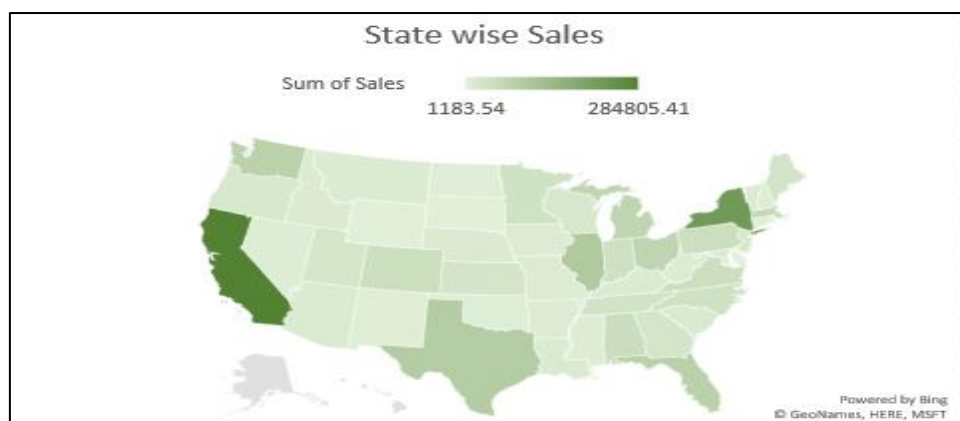 State wise Sales
Sum of Sales
1183.54 284805.41
Powered by Bing
© GeoNames, HERE, MSFT